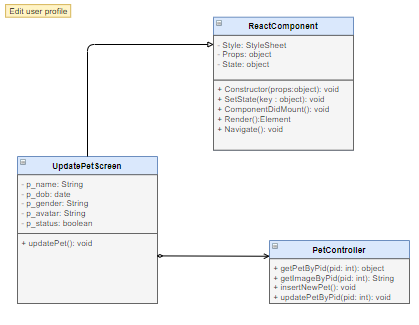 Edit user profile
ReactComponent
- Style: StyleSheet
- Props: object
- State: object
+ Constructor(props:object): void
+ SetState(key : object): void
+ ComponentDidMount(): void
+ Render():Element
+ Navigate(): void
UpdatePetScreen
- p_name: String
- p_dob: date
- p_gender: String
- p_avatar: String
- p_status: boolean
+ updatePet(): void
PetController
+ getPetByPid(pid: int): object
+ getImageByPid(pid: int): String
+ insertNewPet(): void
+ updatePetByPid(pid: int): void